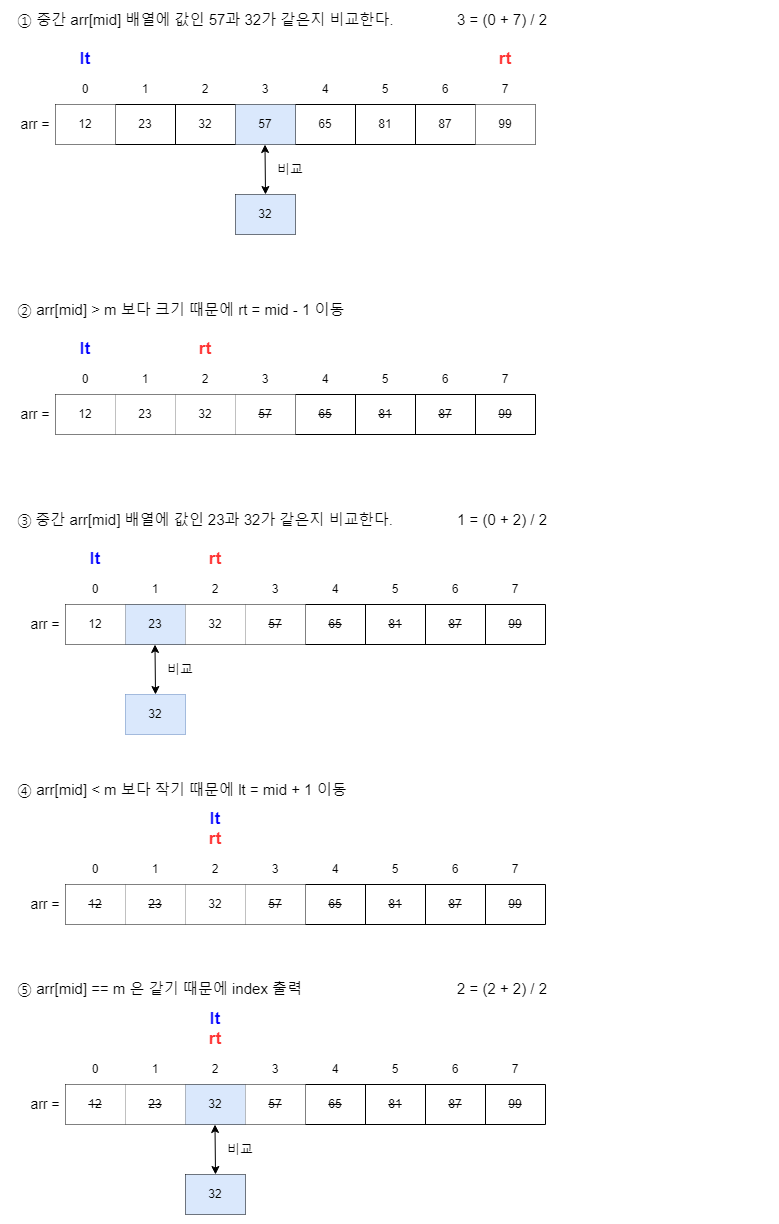 ① 중간 arr[mid] 배열에 값인 57과 32가 같은지 비교한다. 3 = (0 + 7) / 2
lt rt
0 1 2 3 4 5 6 7
arr = 12 23 32 57 65 81 87 99
비교
32
② arr[mid] > m 보다 크기 때문에 rt = mid - 1 이동
lt rt
0 1 2 3 4 5 6 7
arr = 12 23 32 57 65 81 87 99
③ 중간 arr[mid] 배열에 값인 23과 32가 같은지 비교한다. 1 = (0 + 2) / 2
lt rt
0 1 2 3 4 5 6 7
arr = 12 23 32 57 65 81 87 99
비교
32
④ arr[mid] < m 보다 작기 때문에 lt = mid + 1 이동
lt
rt
0 1 2 3 4 5 6 7
arr = 12 23 32 57 65 81 87 99
⑤ arr[mid] == m 은 같기 때문에 index 출력 2 = (2 + 2) / 2
lt
rt
0 1 2 3 4 5 6 7
arr = 12 23 32 57 65 81 87 99
비교
32